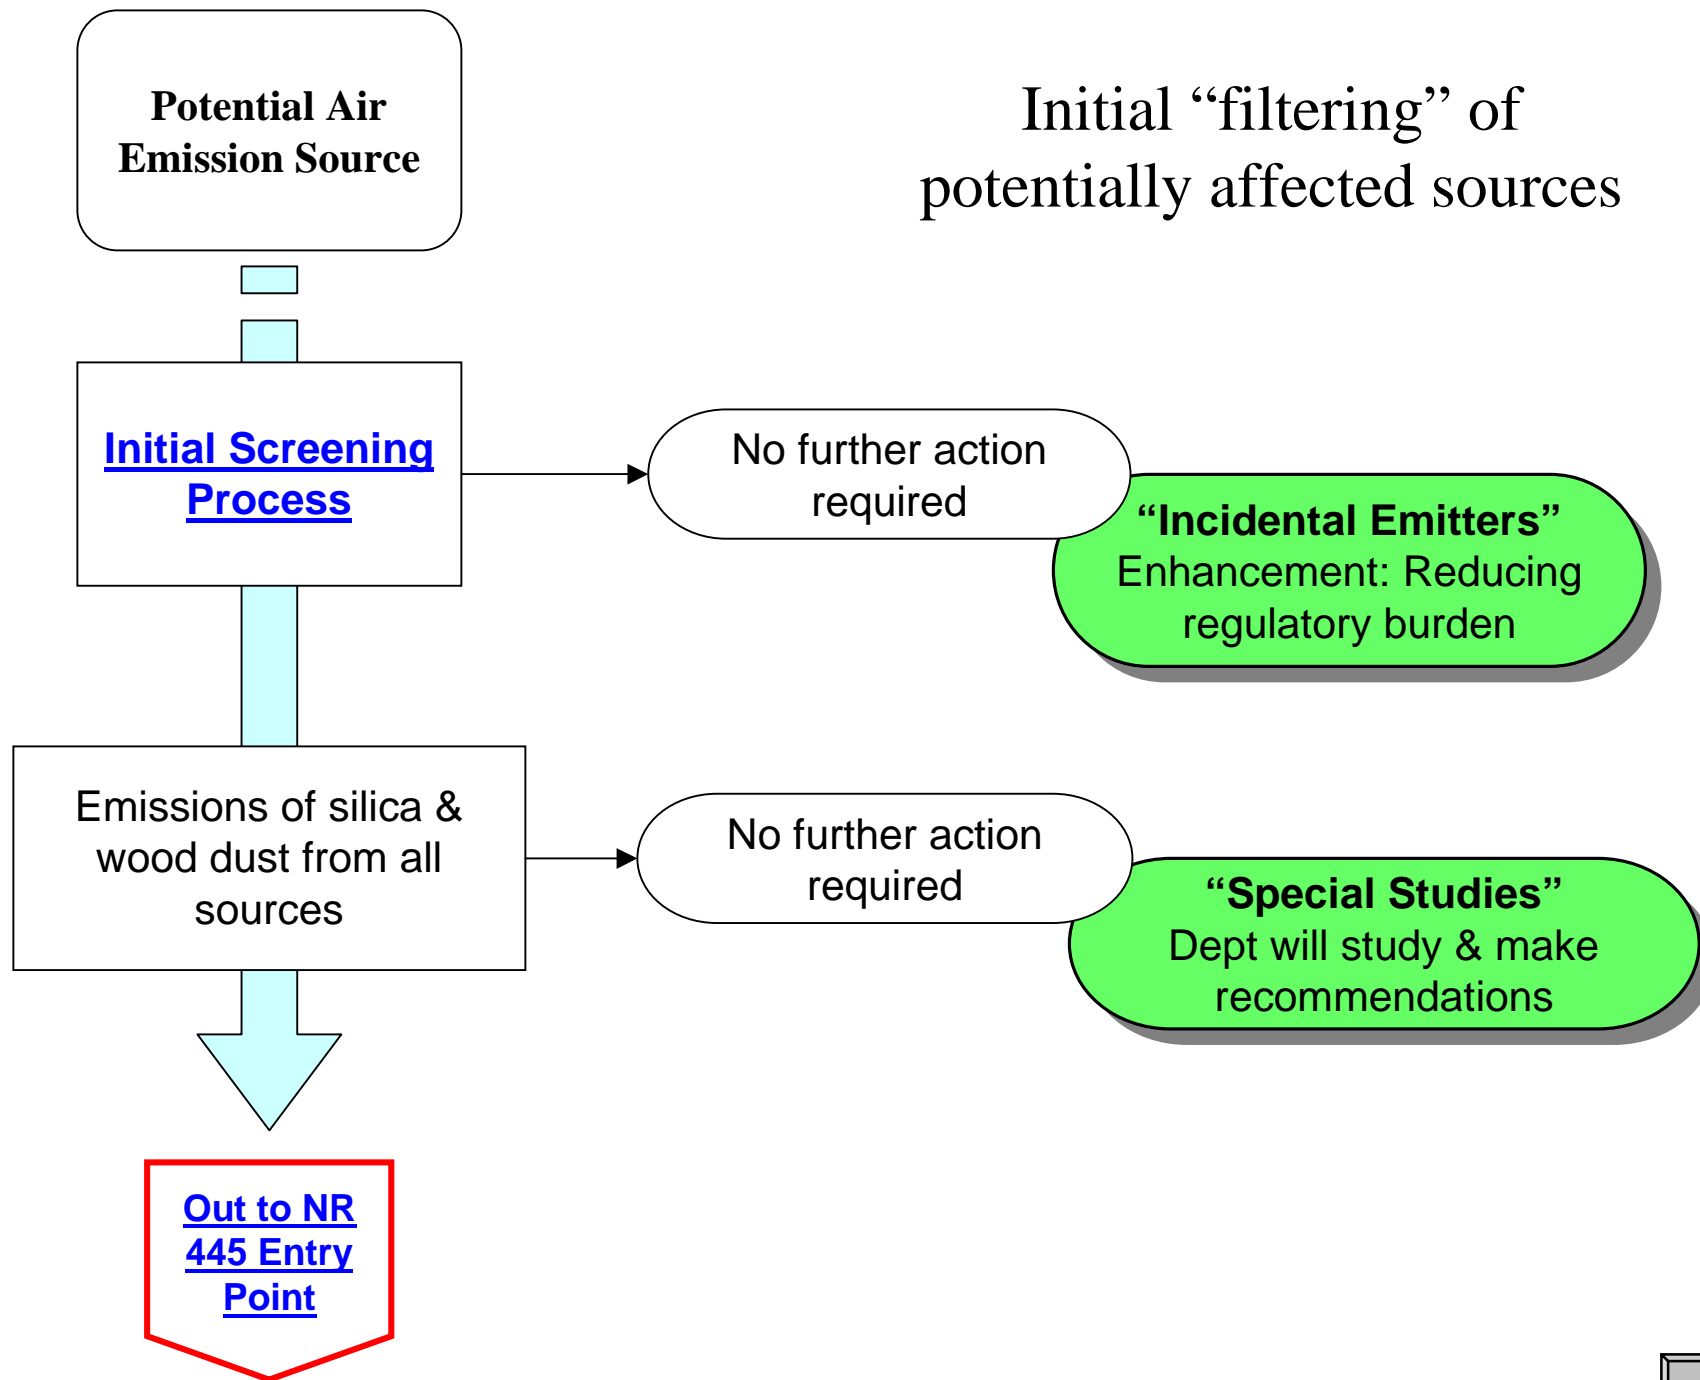 Potential Air
Emission Source
Initial “filtering” of
potentially affected sources
Initial Screening
Process
No further action
required
“Incidental Emitters”
Enhancement: Reducing
regulatory burden
Emissions of silica &
wood dust from all
sources
No further action
required
“Special Studies”
Dept will study & make
recommendations
Out to NR
445 Entry
Point